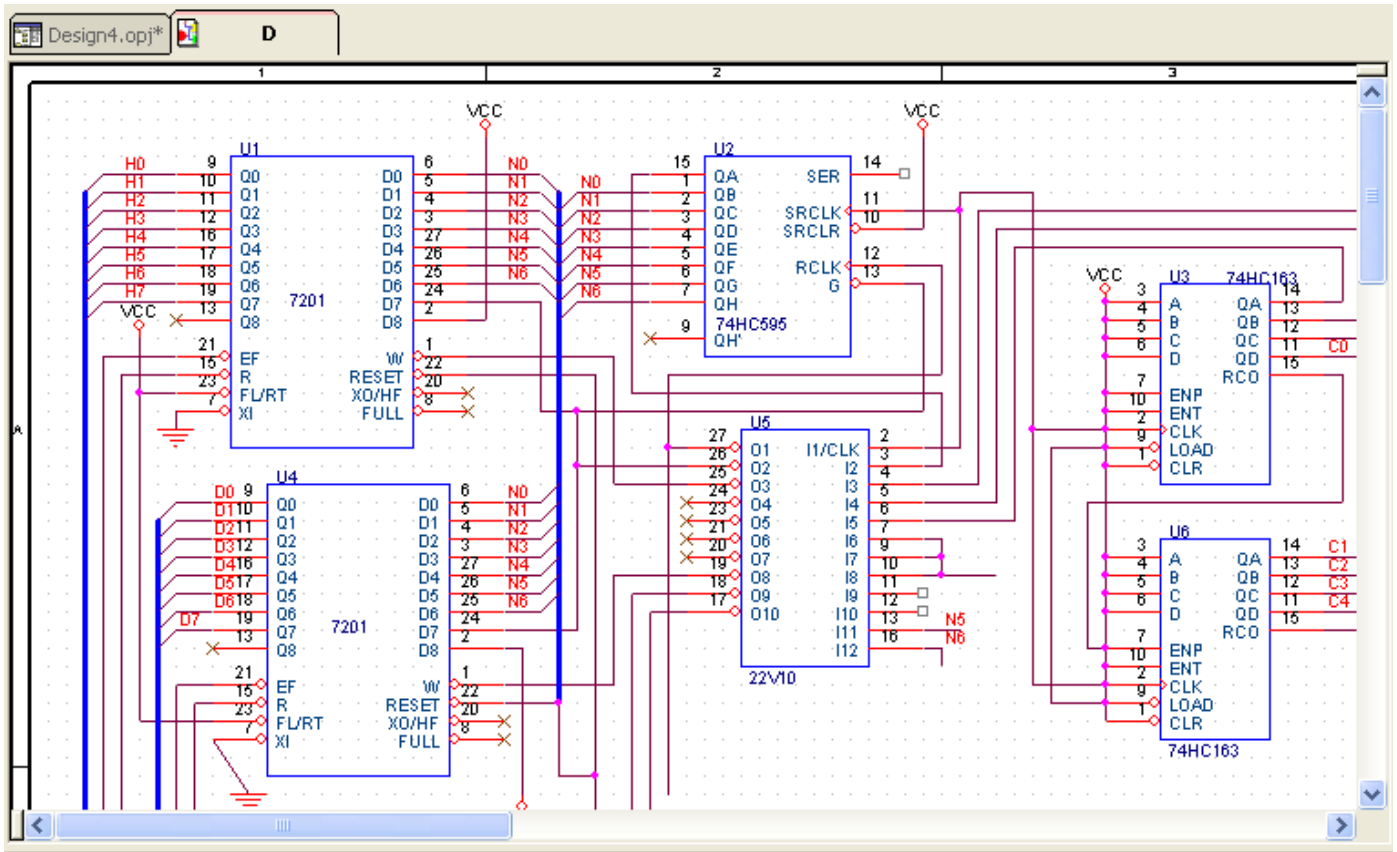 Design4.opj* D
1 2 3
A
VCC VCC
U1
H0 9 Q0 D0 6 N0
H1 10 Q1 D1 5 N1
H2 11 Q2 D2 4 N2
H3 12 Q3 D3 3 N3
H4 16 Q4 D4 27 N4
H5 17 Q5 D5 26 N5
H6 18 Q6 D6 25 N6
H7 19 Q7 D7 24
13 Q8 D8 2
7201
VCC
21 EF W 1
15 R RESET 22
23 FL/RT XO/HF 20
7 XI FULL 8
U2
15 QA SER 14
N0 1 QB
N1 2 QC SRCLK 11
N2 3 QD SRCLR 10
N3 4 QE
N4 5 QF RCLK 12
N5 6 QG G 13
N6 7 QH
74HC595
9 QH'
VCC
U3 74HC163
3 A QA 14
4 B QB 13
5 C QC 12
6 D QD 11 C0
RCO 15
7 ENP
10 ENT
2 CLK
9 LOAD
1 CLR
U4
D0 9 Q0 D0 6 N0
D1 10 Q1 D1 5 N1
D2 11 Q2 D2 4 N2
D3 12 Q3 D3 3 N3
D4 16 Q4 D4 27 N4
D5 17 Q5 D5 26 N5
D6 18 Q6 D6 25 N6
D7 19 Q7 D7 24
13 Q8 D8 2
7201
21 EF W 1
15 R RESET 22
23 FL/RT XO/HF 20
7 XI FULL 8
U5
27 O1 I1/CLK 2
26 O2 I2 3
25 O3 I3 4
24 O4 I4 5
23 O5 I5 6
21 O6 I6 7
20 O7 I7 9
19 O8 I8 10
18 O9 I9 11
17 O10 I10 12
I11 13 N5
I12 16 N6
22V10
U6
3 A QA 14 C1
4 B QB 13 C2
5 C QC 12 C3
6 D QD 11 C4
RCO 15
7 ENP
10 ENT
2 CLK
9 LOAD
1 CLR
74HC163